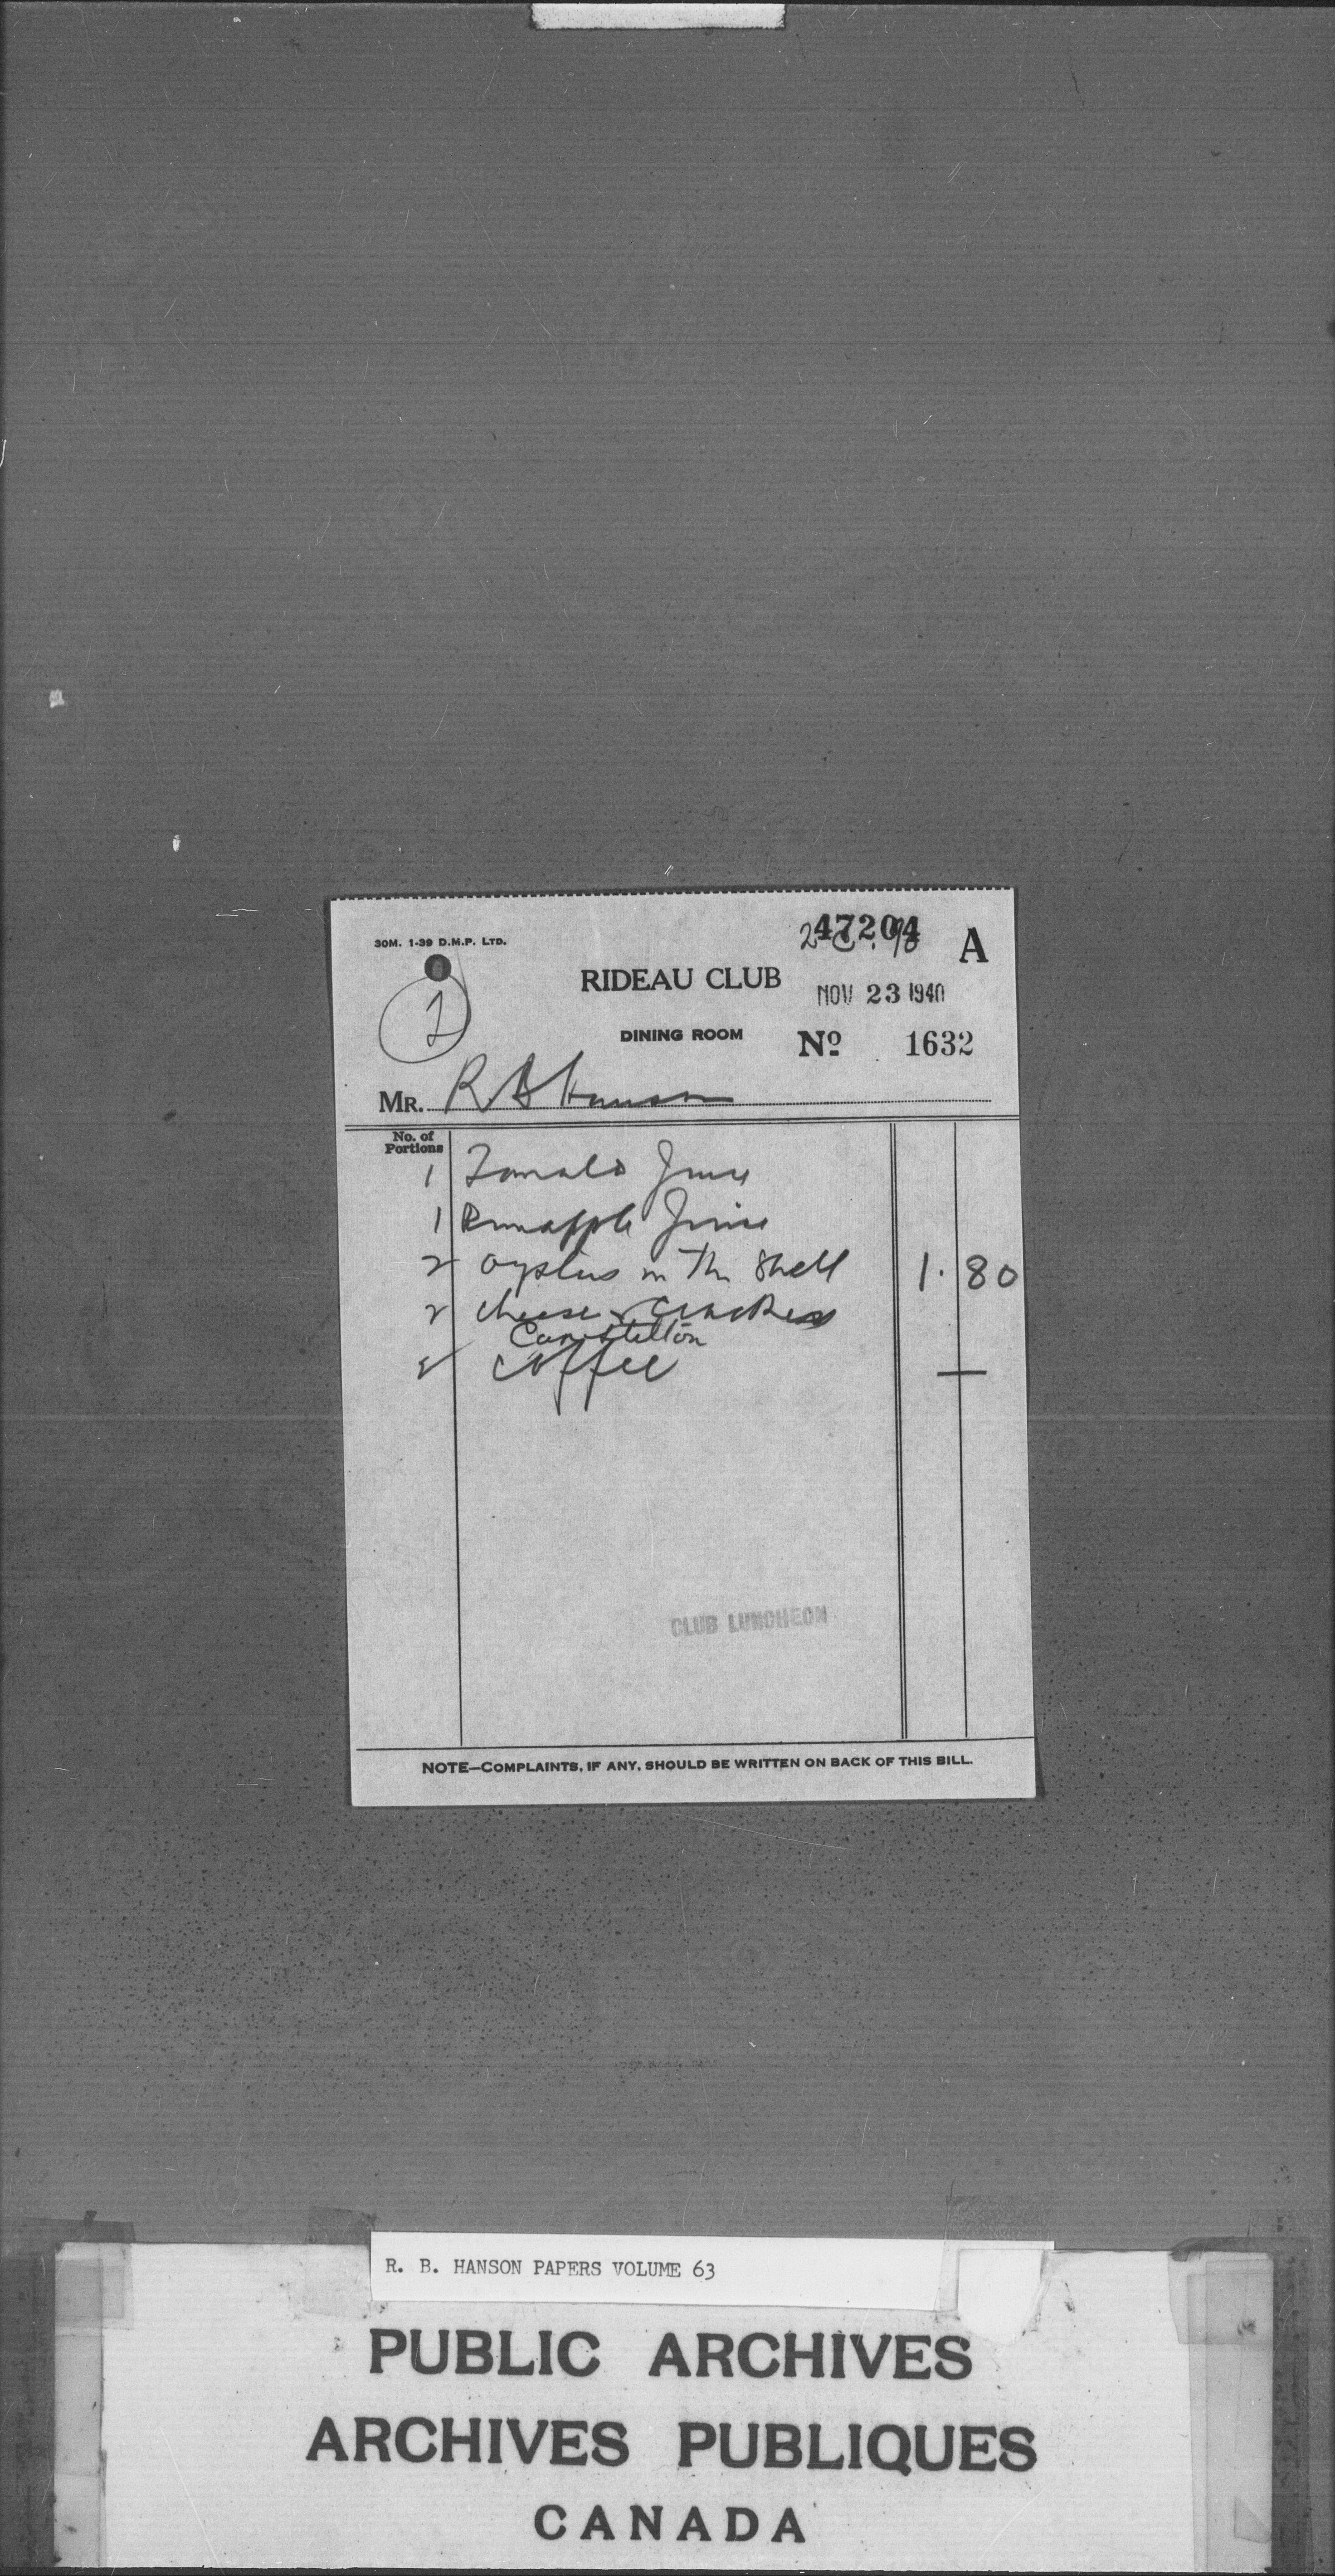 30M. 1-39 D.M.P. LTD.
47204
A
RIDEAU CLUB
NOV 23 1940
2
DINING ROOM
No 1632
MR. R B Hanson
No. of Portions
1 Tomato Juice
1 Pineapple Juice
2 oysters in The Shell 1.80
2 cheese & Crackers
2 coffee
CLUB LUNCHEON
NOTE—COMPLAINTS, IF ANY, SHOULD BE WRITTEN ON BACK OF THIS BILL.
R. B. HANSON PAPERS VOLUME 63
PUBLIC ARCHIVES
ARCHIVES PUBLIQUES
CANADA